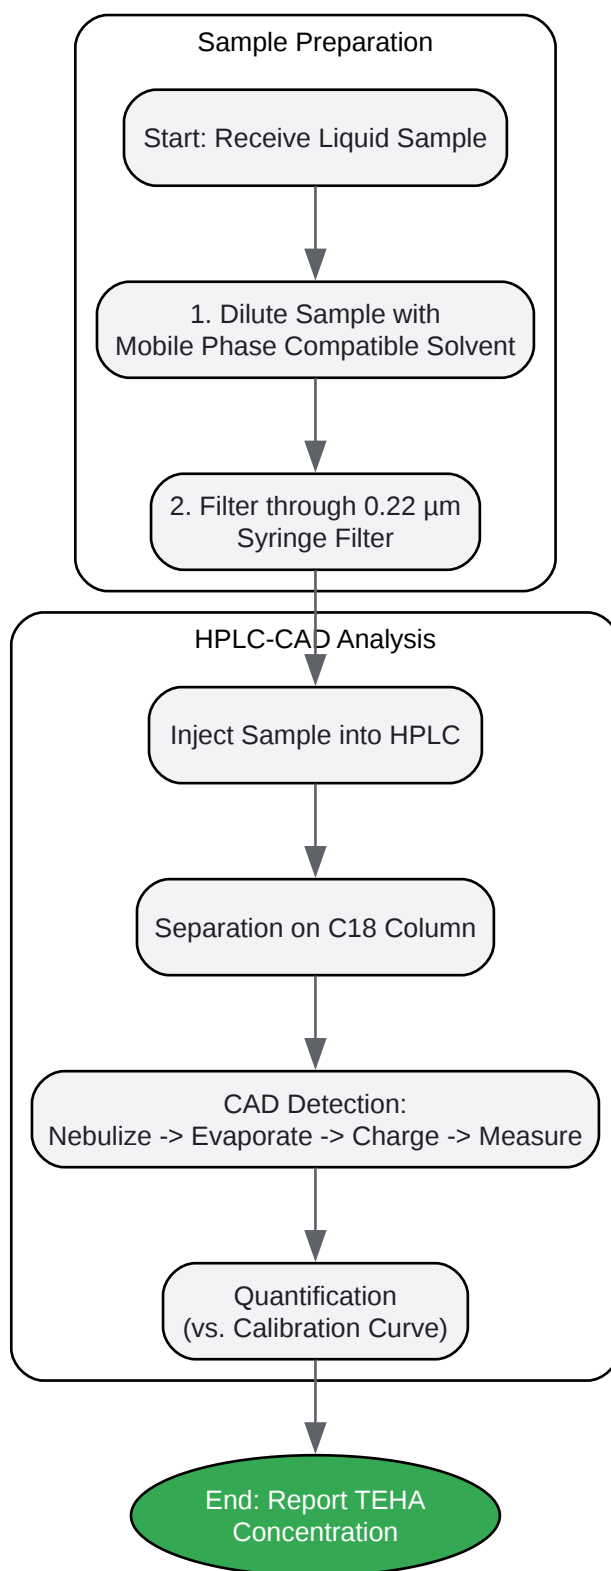 Sample Preparation
Start: Receive Liquid Sample
1. Dilute Sample with
Mobile Phase Compatible Solvent
2. Filter through 0.22 µm
Syringe Filter
HPLC-CAD Analysis
Inject Sample into HPLC
Separation on C18 Column
CAD Detection:
Nebulize -> Evaporate -> Charge -> Measure
Quantification
(vs. Calibration Curve)
End: Report TEHA
Concentration